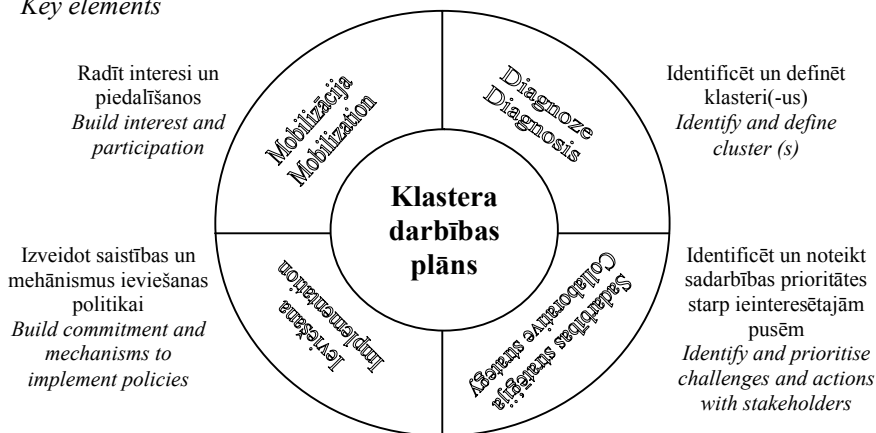 Key elements
Radīt interesi un
piedalīšanos
Build interest and
participation
Mobilizācija
Mobilization
Diagnoze
Diagnosis
Identificēt un definēt
klasteri(-us)
Identify and define
cluster (s)
Klastera
darbības
plāns
Izveidot saistības un
mehānismus ieviešanas
politikai
Build commitment and
mechanisms to
implement policies
Ieviešana
Implementation
Sadarbības stratēģija
Collaborative strategy
Identificēt un noteikt
sadarbības prioritātes
starp ieinteresētajām
pusēm
Identify and prioritise
challenges and actions
with stakeholders